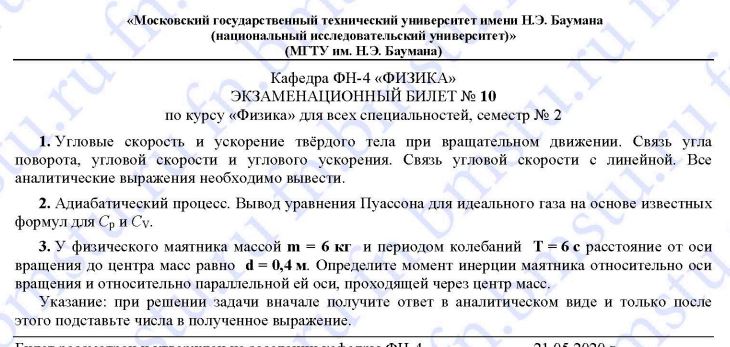 «Московский государственный технический университет имени Н.Э. Баумана
(национальный исследовательский университет)»
(МГТУ им. Н.Э. Баумана)
Кафедра ФН-4 «ФИЗИКА»
ЭКЗАМЕНАЦИОННЫЙ БИЛЕТ № 10
по курсу «Физика» для всех специальностей, семестр № 2
1. Угловые скорость и ускорение твёрдого тела при вращательном движении. Связь угла
поворота, угловой скорости и углового ускорения. Связь угловой скорости с линейной. Все
аналитические выражения необходимо вывести.
2. Адиабатический процесс. Вывод уравнения Пуассона для идеального газа на основе известных
формул для Cp и CV.
3. У физического маятника массой m = 6 кг и периодом колебаний T = 6 с расстояние от оси
вращения до центра масс равно d = 0,4 м. Определите момент инерции маятника относительно оси
вращения и относительно параллельной ей оси, проходящей через центр масс.
Указание: при решении задачи вначале получите ответ в аналитическом виде и только после
этого подставьте числа в полученное выражение.